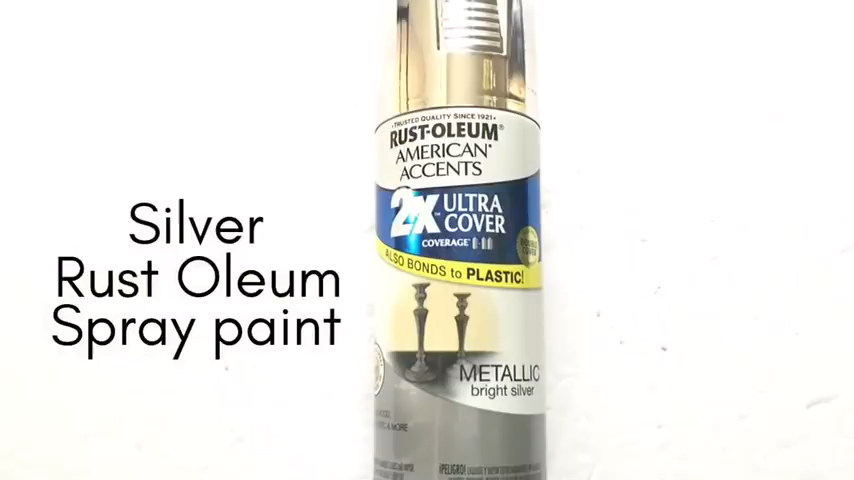 Silver
Rust Oleum
Spray paint
•TRUSTED QUALITY SINCE 1921•
RUST-OLEUM®
AMERICAN®
ACCENTS
2X ULTRA
COVER
COVERAGE
ALSO BONDS to PLASTIC!
METALLIC
bright silver
¡PELIGRO!